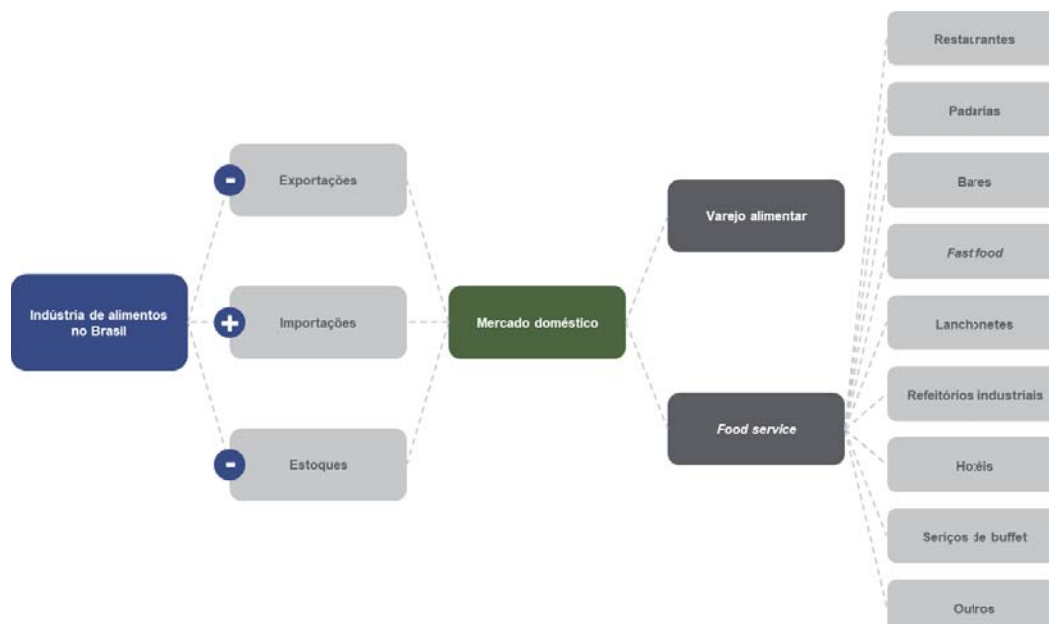 Indústria de alimentos
no Brasil
-
Exportações
+
Importações
-
Estoques
Mercado doméstico
Varejo alimentar
Food service
Restaurantes
Padarias
Bares
Fast food
Lanchonetes
Refeitórios industriais
Hotéis
Seriços de buffet
Outros